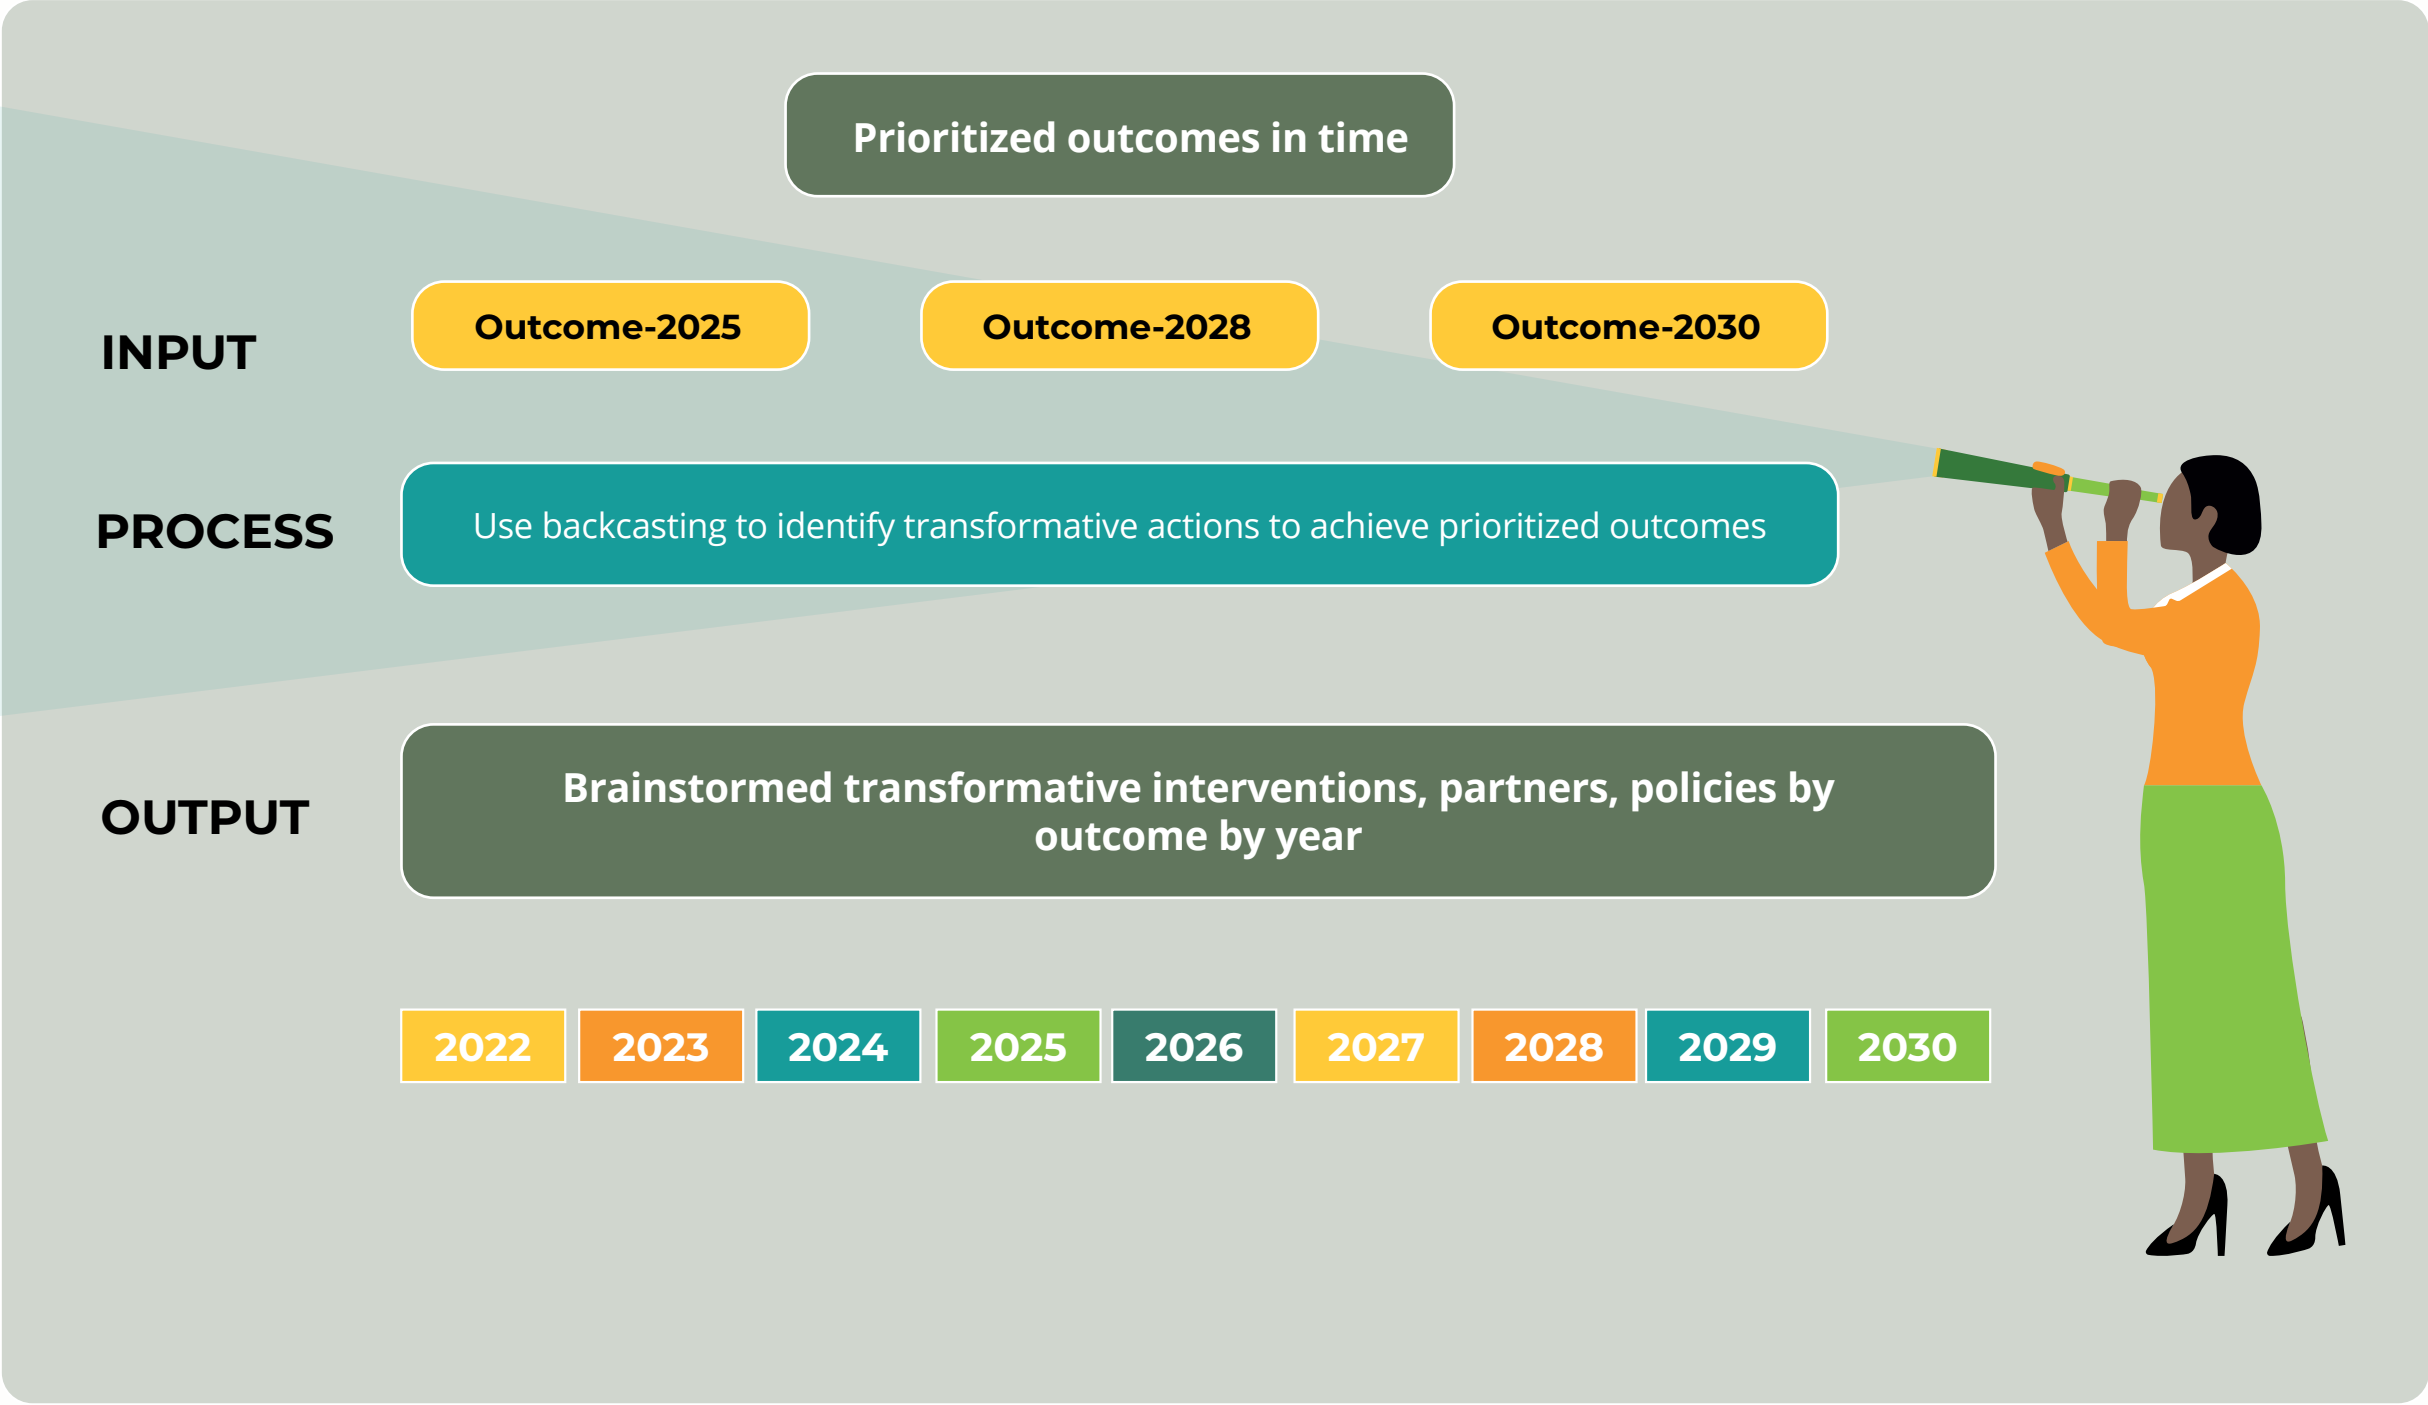 Prioritized outcomes in time
INPUT
Outcome-2025
Outcome-2028
Outcome-2030
PROCESS
Use backcasting to identify transformative actions to achieve prioritized outcomes
OUTPUT
Brainstormed transformative interventions, partners, policies by
outcome by year
2022
2023
2024
2025
2026
2027
2028
2029
2030